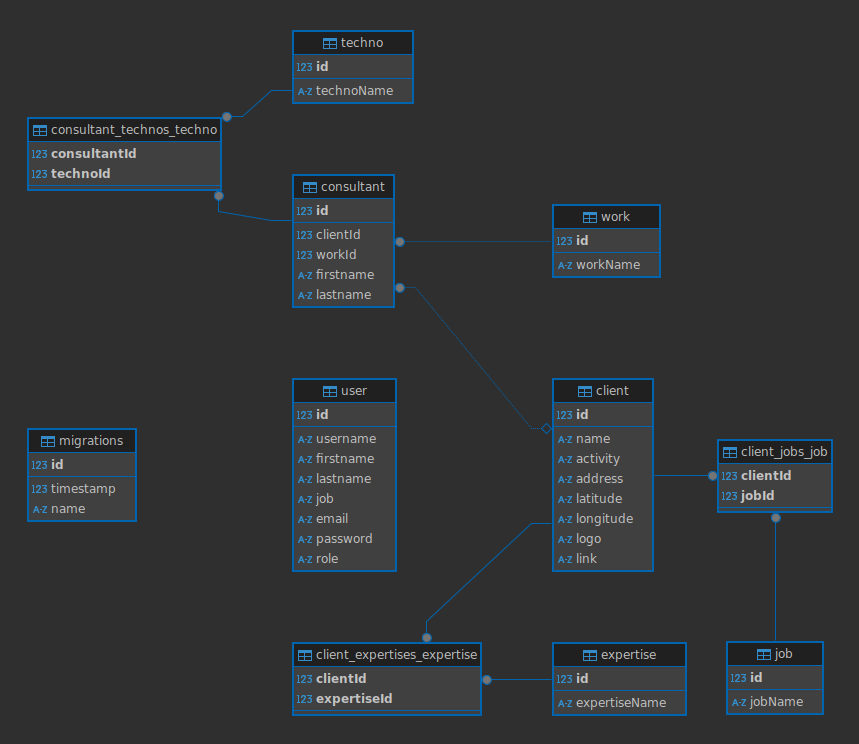 techno
123 id
A-Z technoName
consultant_technos_techno
123 consultantId
123 technoId
consultant
123 id
123 clientId
123 workId
A-Z firstname
A-Z lastname
work
123 id
A-Z workName
user
123 id
A-Z username
A-Z firstname
A-Z lastname
A-Z job
A-Z email
A-Z password
A-Z role
client
123 id
A-Z name
A-Z activity
A-Z address
A-Z latitude
A-Z longitude
A-Z logo
A-Z link
migrations
123 id
123 timestamp
A-Z name
client_jobs_job
123 clientId
123 jobId
client_expertises_expertise
123 clientId
123 expertiseId
expertise
123 id
A-Z expertiseName
job
123 id
A-Z jobName